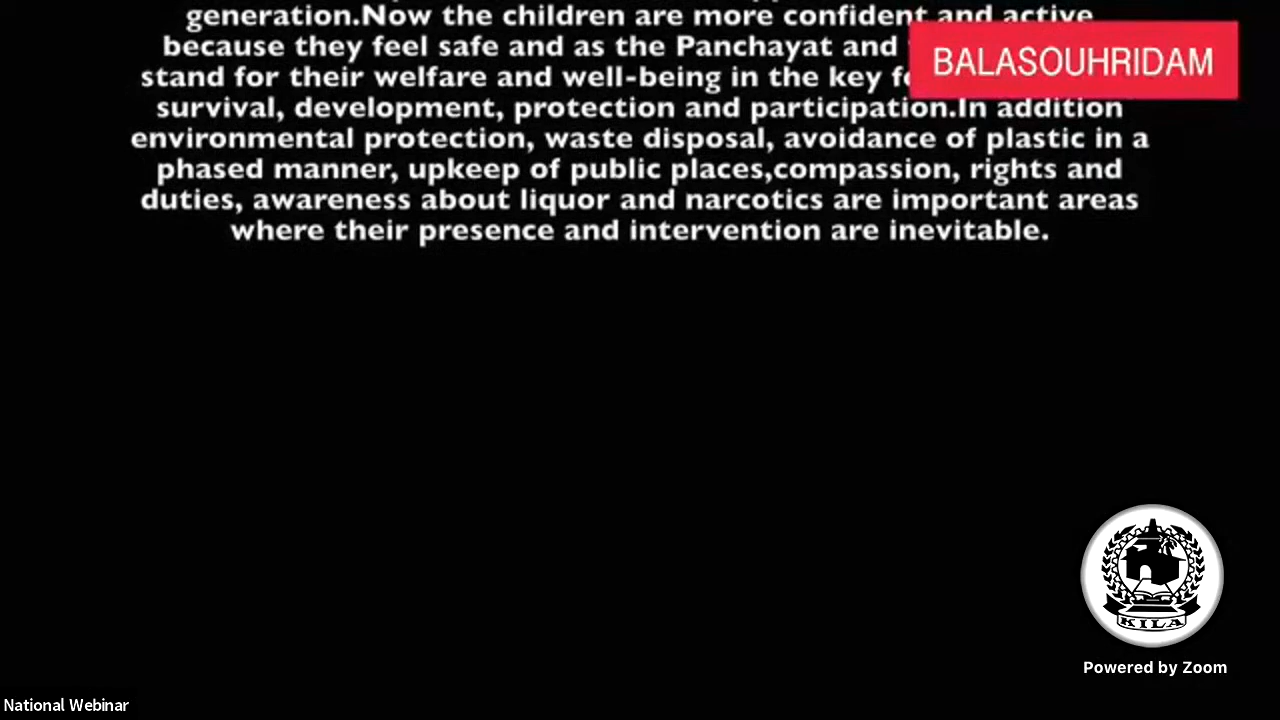 generation.Now the children are more confident and active
because they feel safe and as the Panchayat and
stand for their welfare and well-being in the key
survival, development, protection and participation.In addition
environmental protection, waste disposal, avoidance of plastic in a
phased manner, upkeep of public places,compassion, rights and
duties, awareness about liquor and narcotics are important areas
where their presence and intervention are inevitable.
BALASOUHRIDAM
KILA
Powered by Zoom
National Webinar